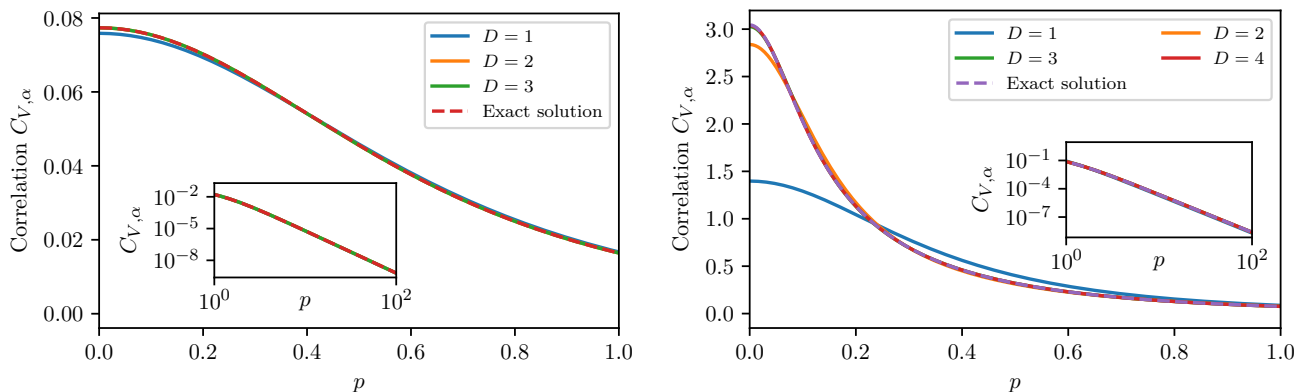 0.08
0.06
0.04
0.02
0.00
Correlation $C_{V,\alpha}$
D = 1
D = 2
D = 3
Exact solution
10^{-2}
10^{-5}
10^{-8}
C_{V,\alpha}
10^0 p 10^2
0.0 0.2 0.4 0.6 0.8 1.0
p
3.0
2.5
2.0
1.5
1.0
0.5
0.0
Correlation $C_{V,\alpha}$
D = 1 D = 2
D = 3 D = 4
Exact solution
10^{-1}
10^{-4}
10^{-7}
C_{V,\alpha}
10^0 p 10^2
0.0 0.2 0.4 0.6 0.8 1.0
p